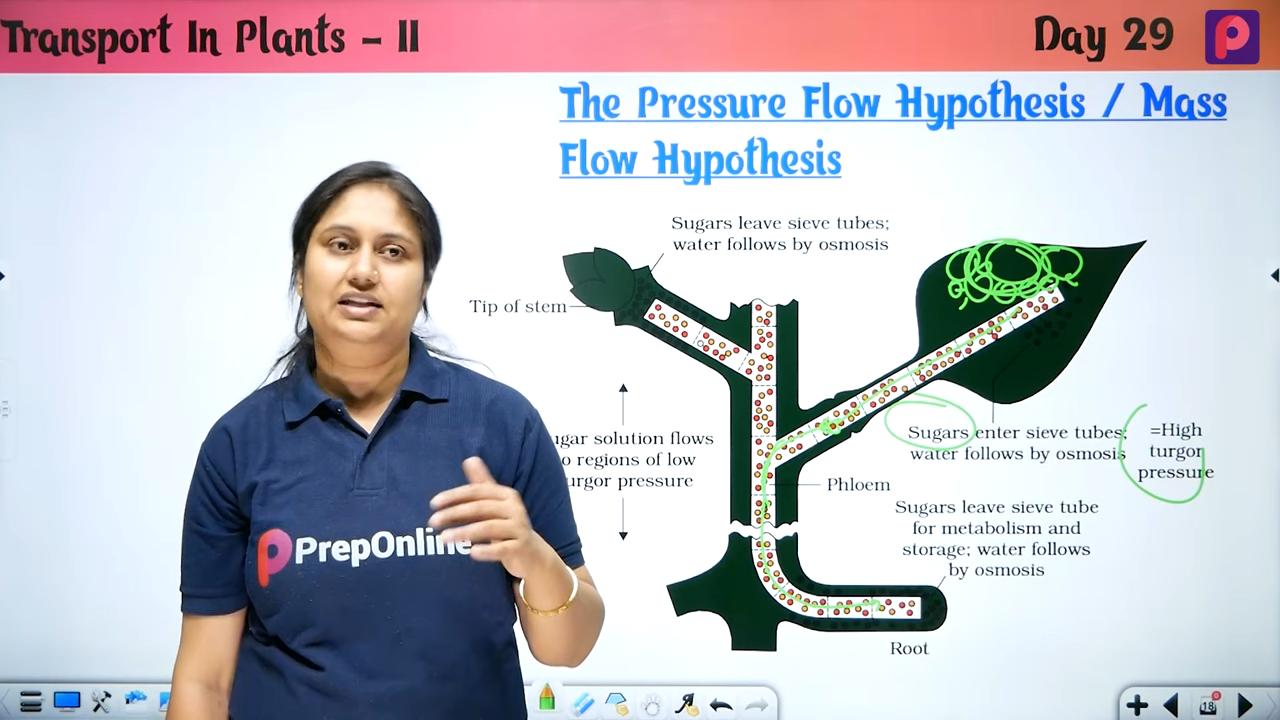 Transport In Plants – II
Day 29
The Pressure Flow Hypothesis / Mass
Flow Hypothesis
Sugars leave sieve tubes;
water follows by osmosis
Tip of stem
solution flows
regions of low
pressure
Sugars enter sieve tubes;
water follows by osmosis
=High
turgor
pressure
Phloem
Sugars leave sieve tube
for metabolism and
storage; water follows
by osmosis
Root
PrepOnline
18